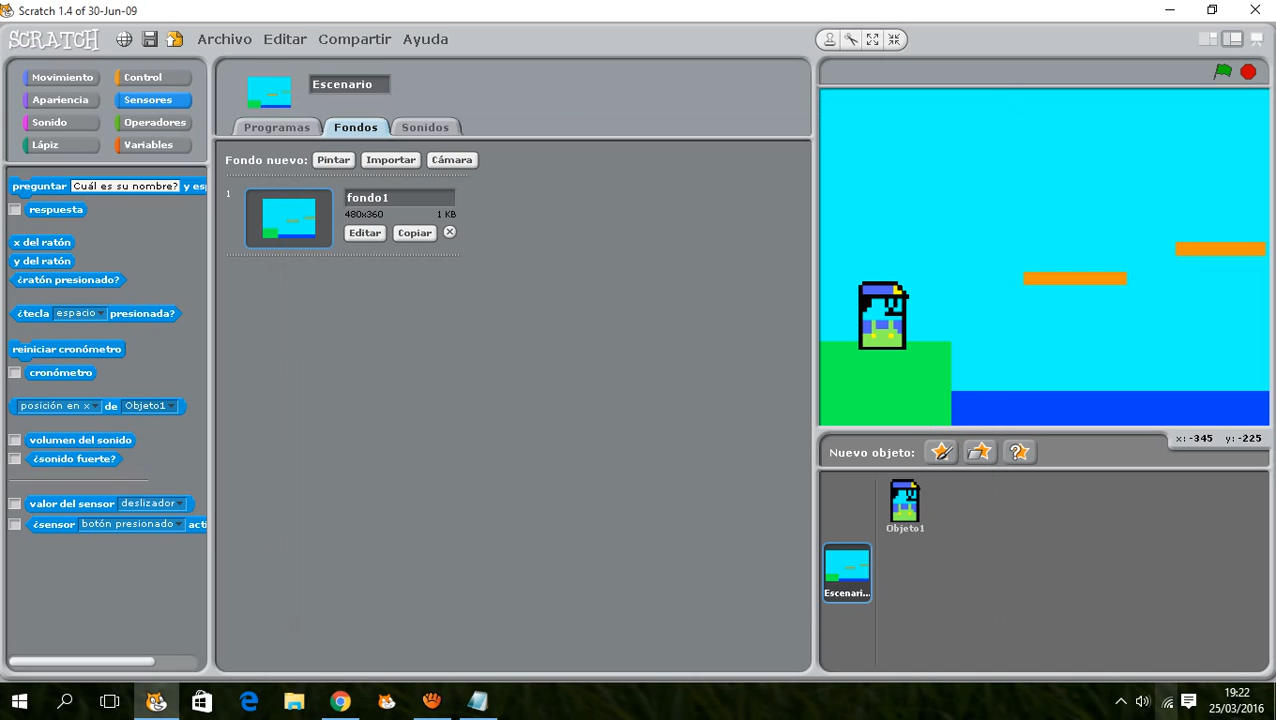 Scratch 1.4 of 30-Jun-09
SCRATCH
Archivo Editar Compartir Ayuda
Movimiento Control
Apariencia Sensores
Sonido Operadores
Lápiz Variables
preguntar Cuál es su nombre? y esp
respuesta
x del ratón
y del ratón
¿ratón presionado?
¿tecla espacio presionada?
reiniciar cronómetro
cronómetro
posición en x de Objeto1
volumen del sonido
¿sonido fuerte?
valor del sensor deslizador
¿sensor botón presionado acti
Escenario
Programas Fondos Sonidos
Fondo nuevo: Pintar Importar Cámara
1
fondo1
480x360 1 KB
Editar Copiar
x: -345 y: -225
Nuevo objeto:
Objeto1
Escenari...
19:22
25/03/2016